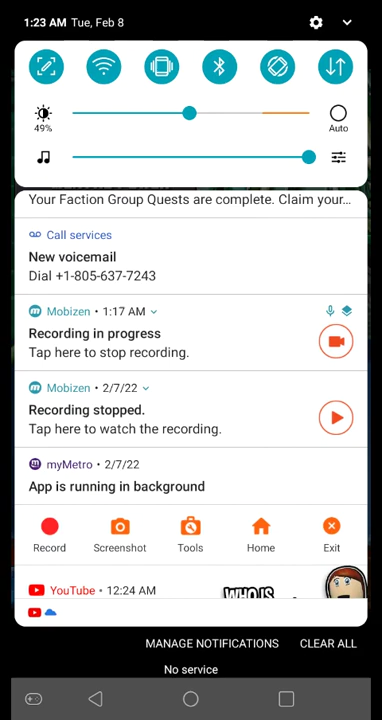 1:23 AM Tue, Feb 8
49%
Auto
Your Faction Group Quests are complete. Claim your...
Call services
New voicemail
Dial +1-805-637-7243
Mobizen • 1:17 AM
Recording in progress
Tap here to stop recording.
Mobizen • 2/7/22
Recording stopped.
Tap here to watch the recording.
myMetro • 2/7/22
App is running in background
Record Screenshot Tools Home Exit
YouTube • 12:24 AM
WHO IS
MANAGE NOTIFICATIONS CLEAR ALL
No service